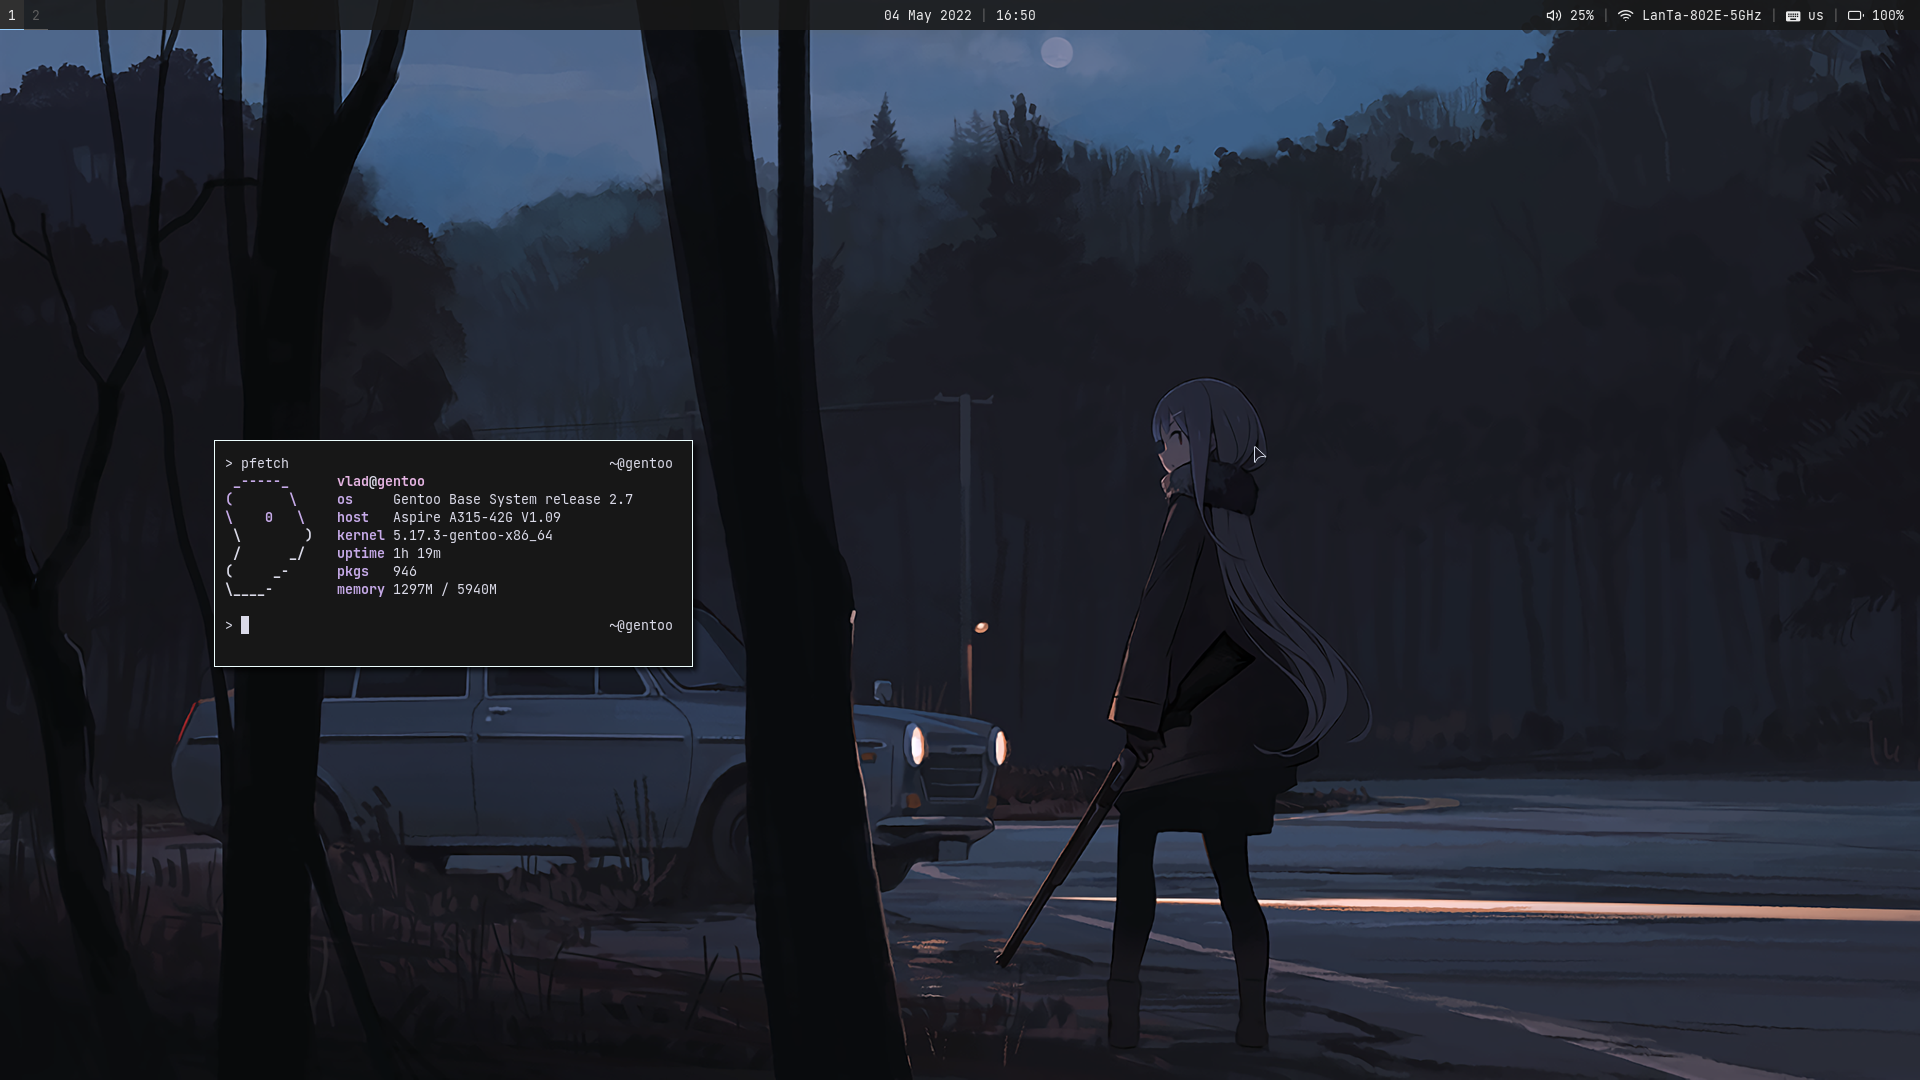 1 2 04 May 2022 | 16:50 25% | LanTa-802E-5GHz | us | 100%
> pfetch ~@gentoo
 _-----_ vlad@gentoo
(       \ os Gentoo Base System release 2.7
\    0   \ host Aspire A315-42G V1.09
 \        ) kernel 5.17.3-gentoo-x86_64
 /      _/ uptime 1h 19m
(     _- pkgs 946
\____- memory 1297M / 5940M
> ~@gentoo